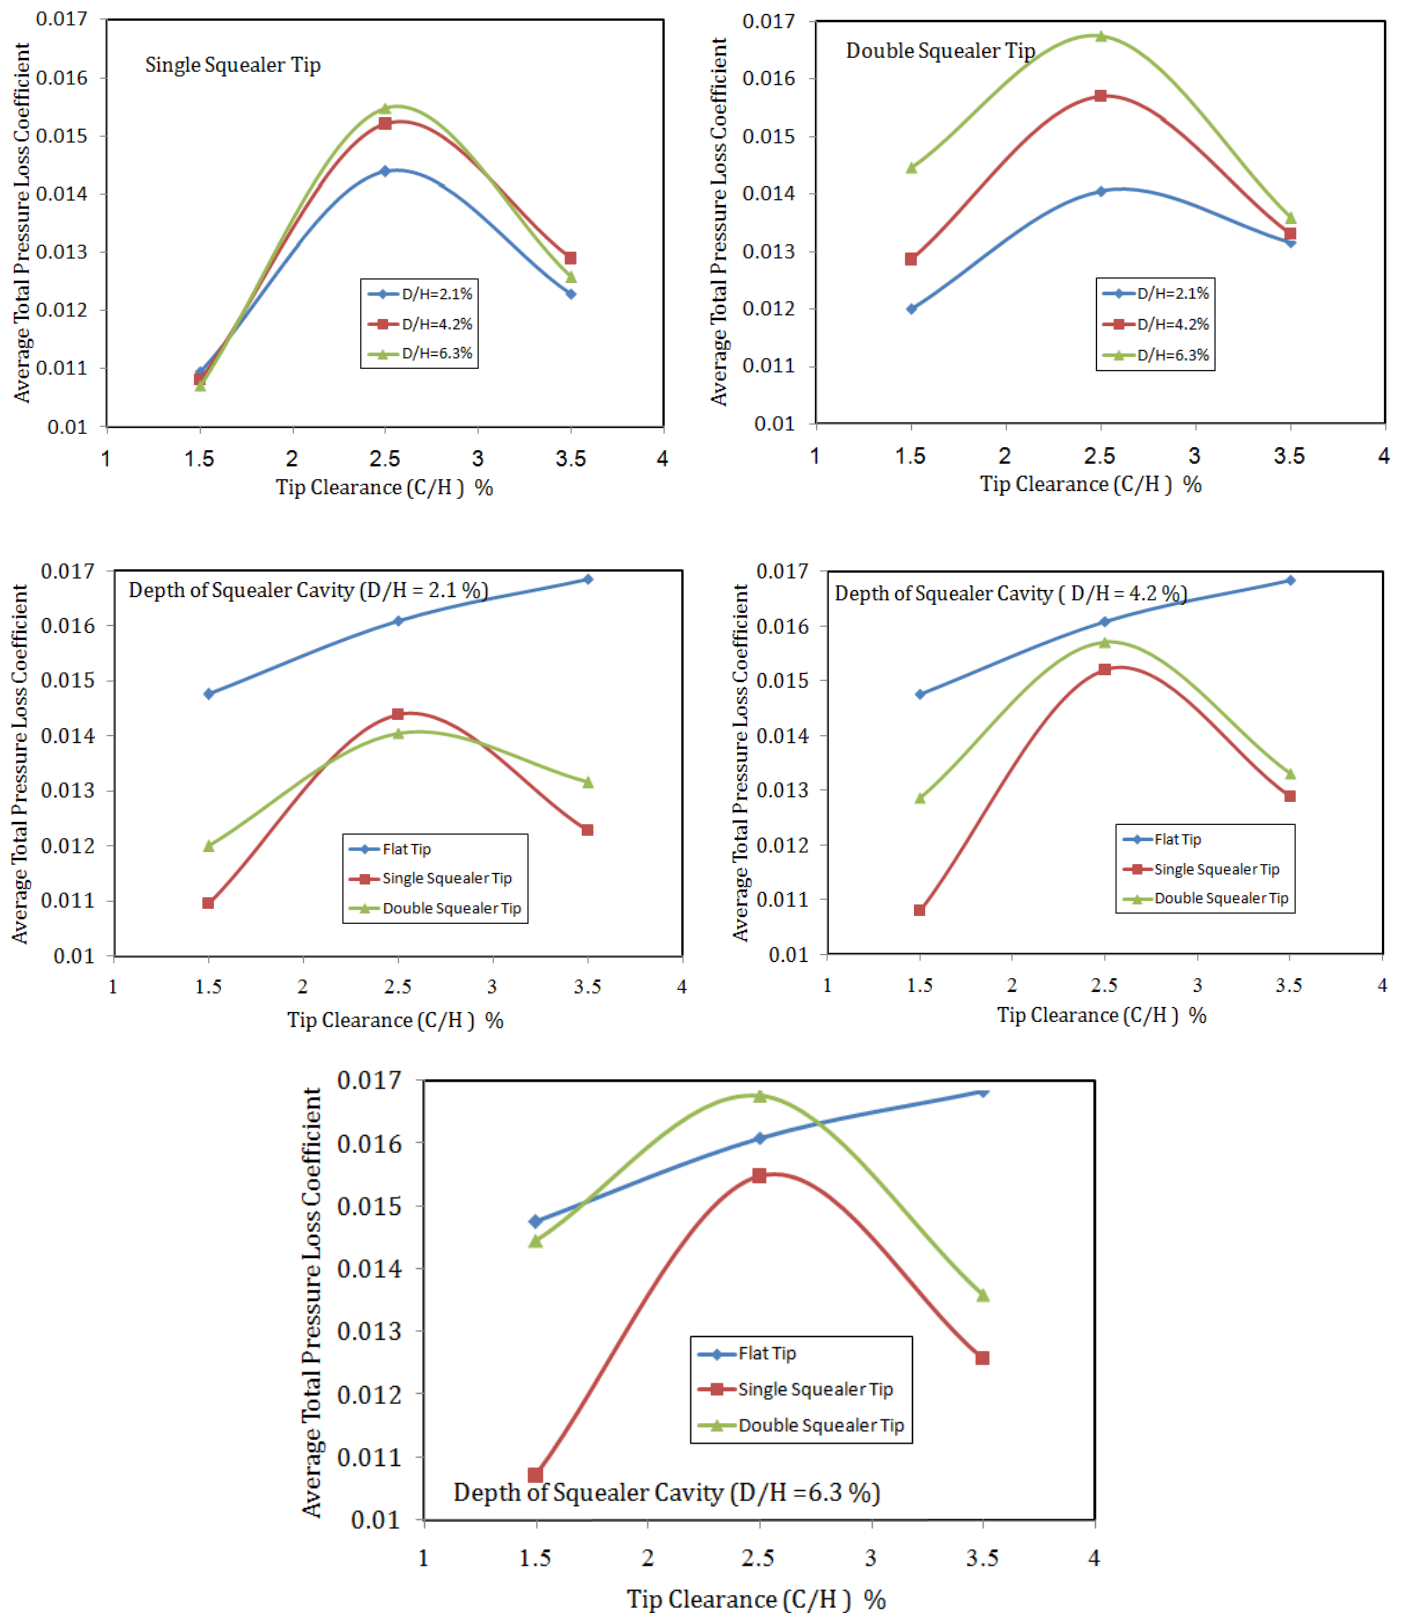 Single Squealer Tip
Average Total Pressure Loss Coefficient
0.017
0.016
0.015
0.014
0.013
0.012
0.011
0.01
D/H=2.1%
D/H=4.2%
D/H=6.3%
1 1.5 2 2.5 3 3.5 4
Tip Clearance (C/H ) %
Double Squealer Tip
Average Total Pressure Loss Coefficient
0.017
0.016
0.015
0.014
0.013
0.012
0.011
0.01
D/H=2.1%
D/H=4.2%
D/H=6.3%
1 1.5 2 2.5 3 3.5 4
Tip Clearance (C/H ) %
Depth of Squealer Cavity (D/H = 2.1 %)
Average Total Pressure Loss Coefficient
0.017
0.016
0.015
0.014
0.013
0.012
0.011
0.01
Flat Tip
Single Squealer Tip
Double Squealer Tip
1 1.5 2 2.5 3 3.5 4
Tip Clearance (C/H ) %
Depth of Squealer Cavity ( D/H = 4.2 %)
Average Total Pressure Loss Coefficient
0.017
0.016
0.015
0.014
0.013
0.012
0.011
0.01
Flat Tip
Single Squealer Tip
Double Squealer Tip
1 1.5 2 2.5 3 3.5 4
Tip Clearance (C/H ) %
Average Total Pressure Loss Coefficient
0.017
0.016
0.015
0.014
0.013
0.012
0.011
0.01
Flat Tip
Single Squealer Tip
Double Squealer Tip
Depth of Squealer Cavity (D/H =6.3 %)
1 1.5 2 2.5 3 3.5 4
Tip Clearance (C/H ) %